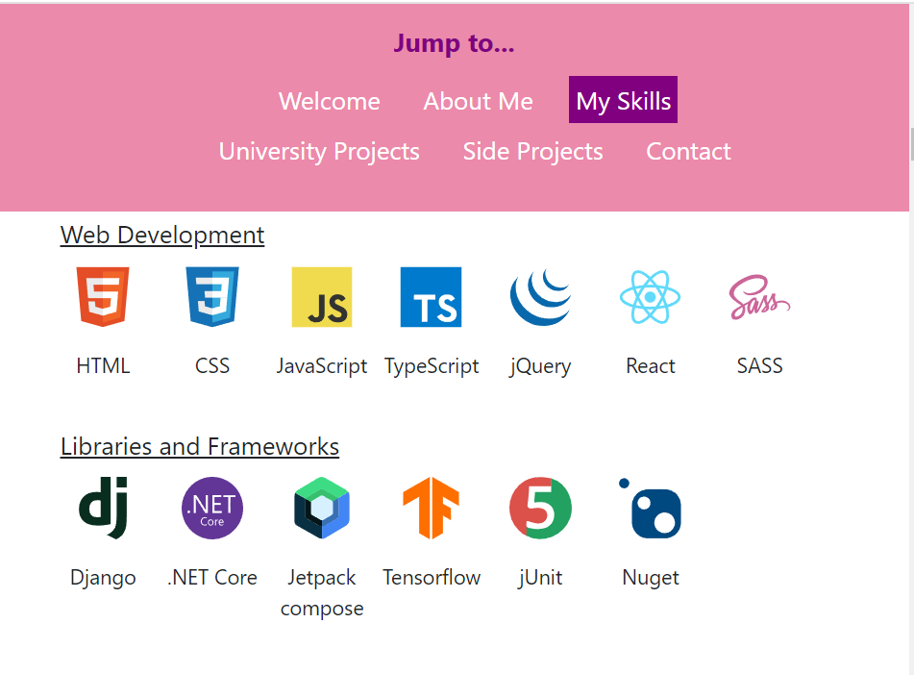 Jump to...
Welcome About Me My Skills
University Projects Side Projects Contact
Web Development
5 3 JS TS Sass
HTML CSS JavaScript TypeScript jQuery React SASS
Libraries and Frameworks
dj .NET Core 5
Django .NET Core Jetpack compose Tensorflow jUnit Nuget